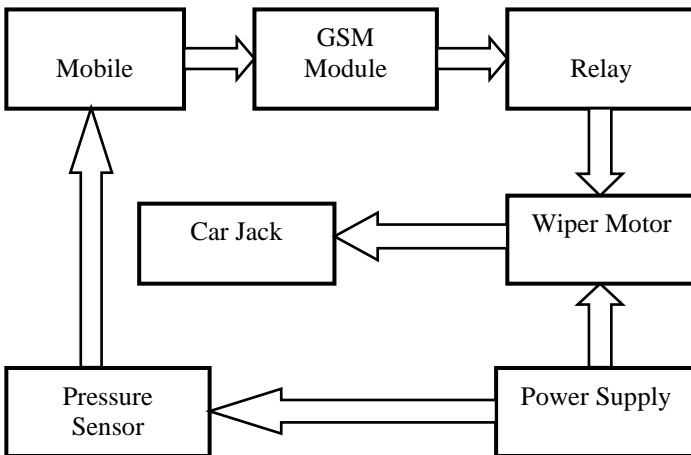 Mobile
GSM
Module
Relay
Car Jack
Wiper Motor
Pressure
Sensor
Power Supply